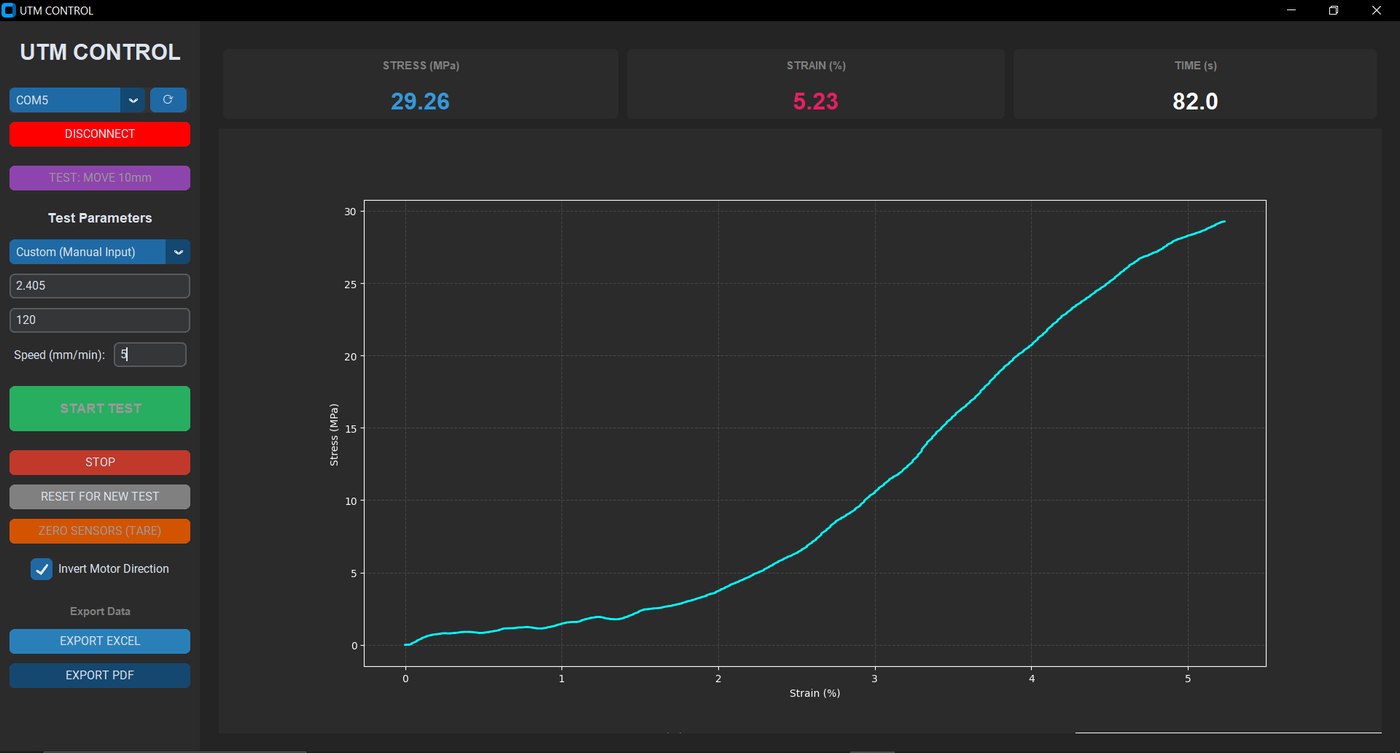 UTM CONTROL
UTM CONTROL
COM5
DISCONNECT
TEST: MOVE 10mm
Test Parameters
Custom (Manual Input)
2.405
120
Speed (mm/min): 5
START TEST
STOP
RESET FOR NEW TEST
ZERO SENSORS (TARE)
Invert Motor Direction
Export Data
EXPORT EXCEL
EXPORT PDF
STRESS (MPa)
29.26
STRAIN (%)
5.23
TIME (s)
82.0
Stress (MPa)
30
25
20
15
10
5
0
0 1 2 3 4 5
Strain (%)